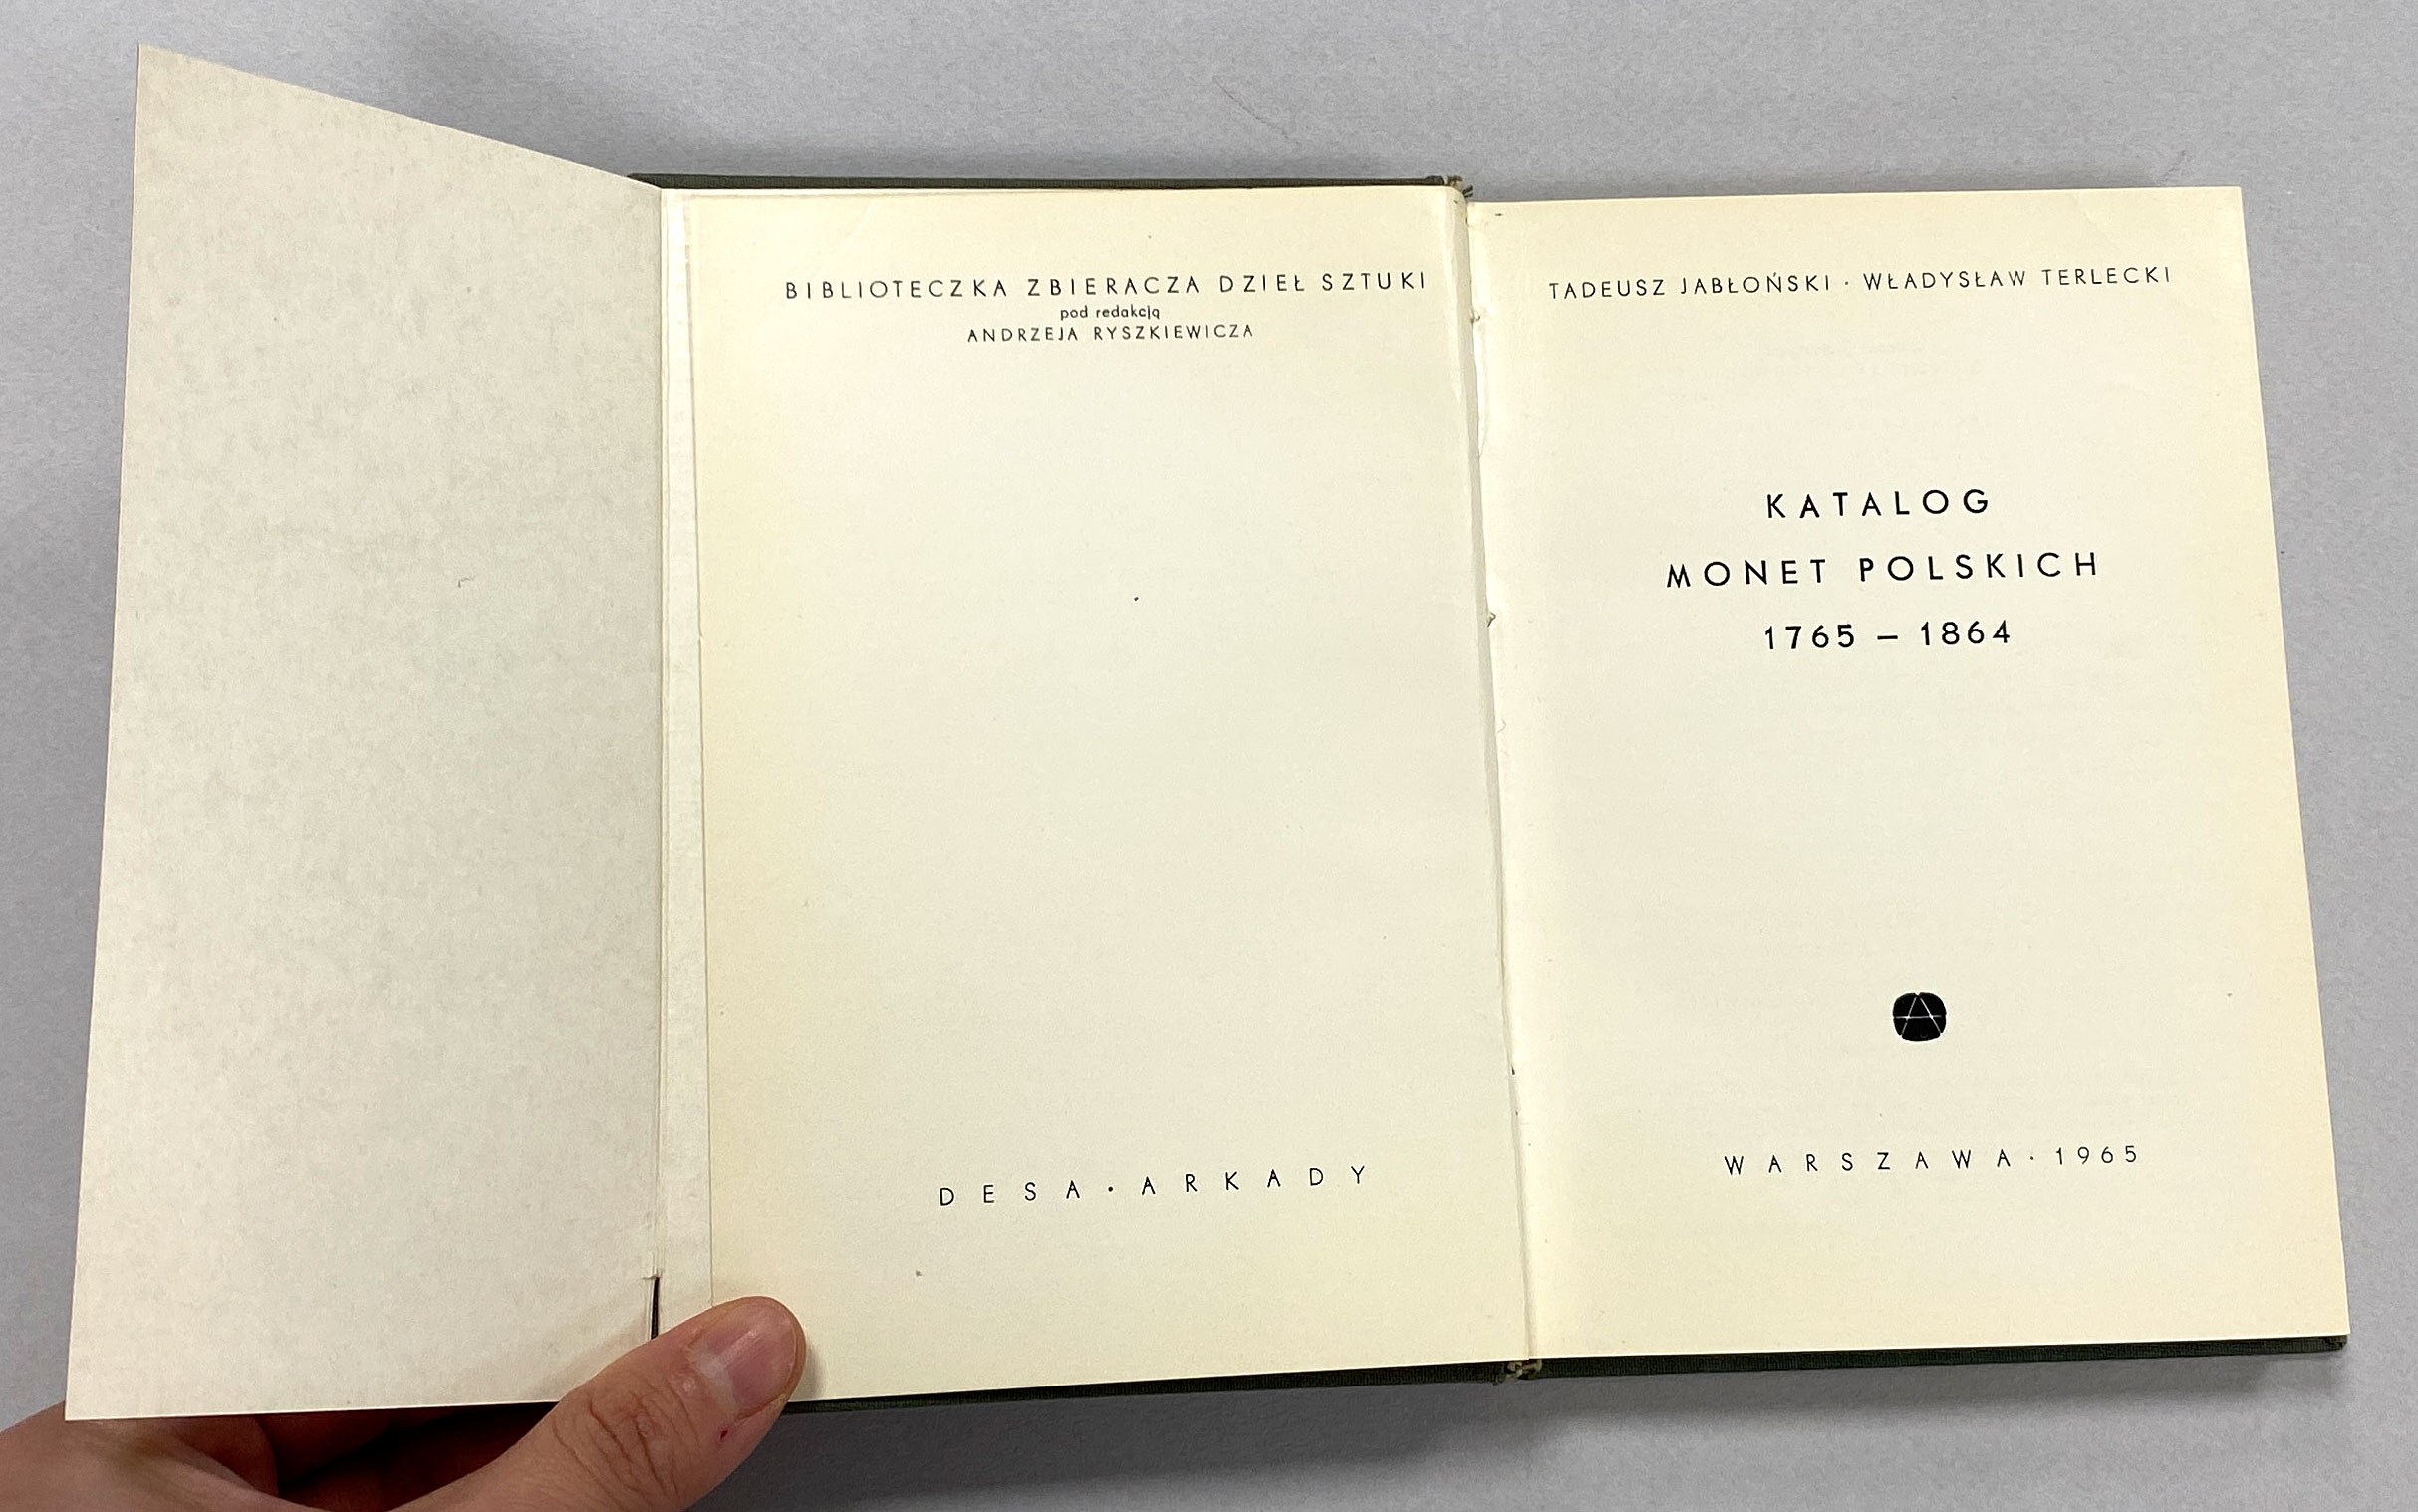 BIBLIOTECZKA ZBIERACZA DZIEŁ SZTUKI
pod redakcją
ANDRZEJA RYSZKIEWICZA
DESA · ARKADY
TADEUSZ JABŁOŃSKI · WŁADYSŁAW TERLECKI
KATALOG
MONET POLSKICH
1765 – 1864
WARSZAWA · 1965